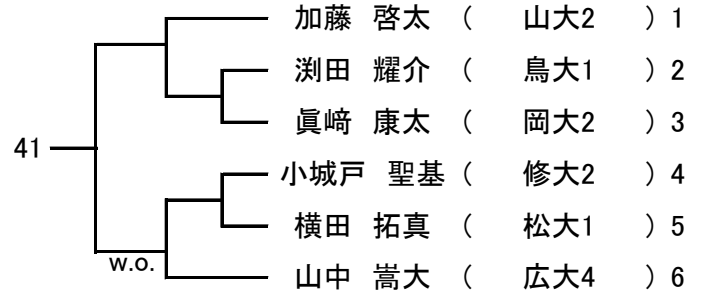 加藤 啓太 ( 山大2 ) 1
渕田 耀介 ( 鳥大1 ) 2
眞﨑 康太 ( 岡大2 ) 3
41
小城戸 聖基 ( 修大2 ) 4
横田 拓真 ( 松大1 ) 5
w.o.
山中 嵩大 ( 広大4 ) 6